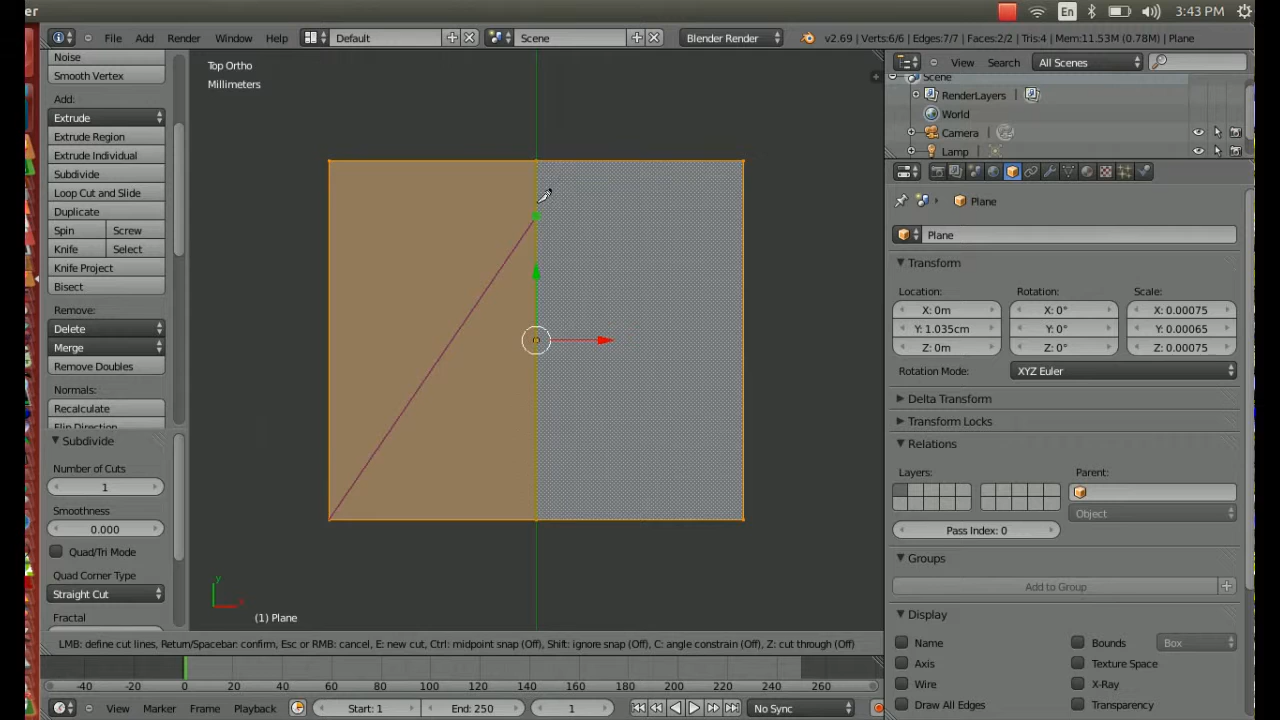 er
En
3:43 PM
File Add Render Window Help
Default
Scene
Blender Render
v2.69 | Verts:6/6 | Edges:7/7 | Faces:2/2 | Tris:4 | Mem:11.53M (0.78M) | Plane
Noise
Smooth Vertex
Add:
Extrude
Extrude Region
Extrude Individual
Subdivide
Loop Cut and Slide
Duplicate
Spin Screw
Knife Select
Knife Project
Bisect
Remove:
Delete
Merge
Remove Doubles
Normals:
Recalculate
Flip Direction
Subdivide
Number of Cuts
1
Smoothness
0.000
Quad/Tri Mode
Quad Corner Type
Straight Cut
Fractal
Top Ortho
Millimeters
y
x
(1) Plane
LMB: define cut lines, Return/Spacebar: confirm, Esc or RMB: cancel, E: new cut, Ctrl: midpoint snap (Off), Shift: ignore snap (Off), C: angle constrain (Off), Z: cut through (Off)
-40 -20 0 20 40 60 80 100 120 140 160 180 200 220 240 260
View Marker Frame Playback
Start: 1
End: 250
1
No Sync
View Search
All Scenes
Scene
RenderLayers
World
Camera
Lamp
Plane
Plane
Transform
Location: Rotation: Scale:
X: 0m X: 0° X: 0.00075
Y: 1.035cm Y: 0° Y: 0.00065
Z: 0m Z: 0° Z: 0.00075
Rotation Mode: XYZ Euler
Delta Transform
Transform Locks
Relations
Layers: Parent:
Object
Pass Index: 0
Groups
Add to Group
Display
Name Bounds Box
Axis Texture Space
Wire X-Ray
Draw All Edges Transparency